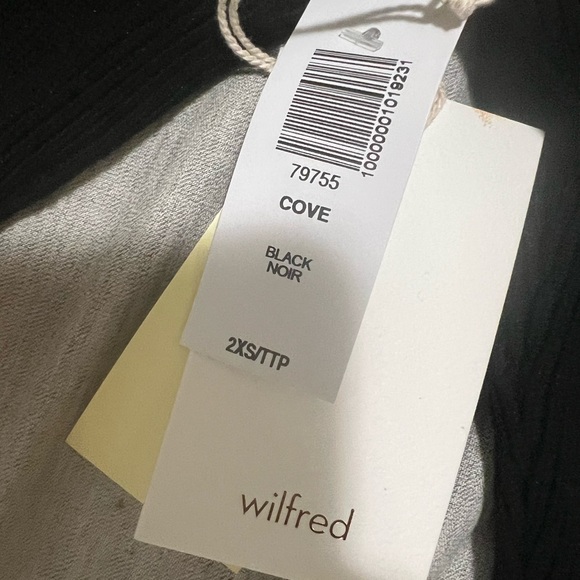 10000001019231
79755
COVE
BLACK
NOIR
2XS/TTP
wilfred